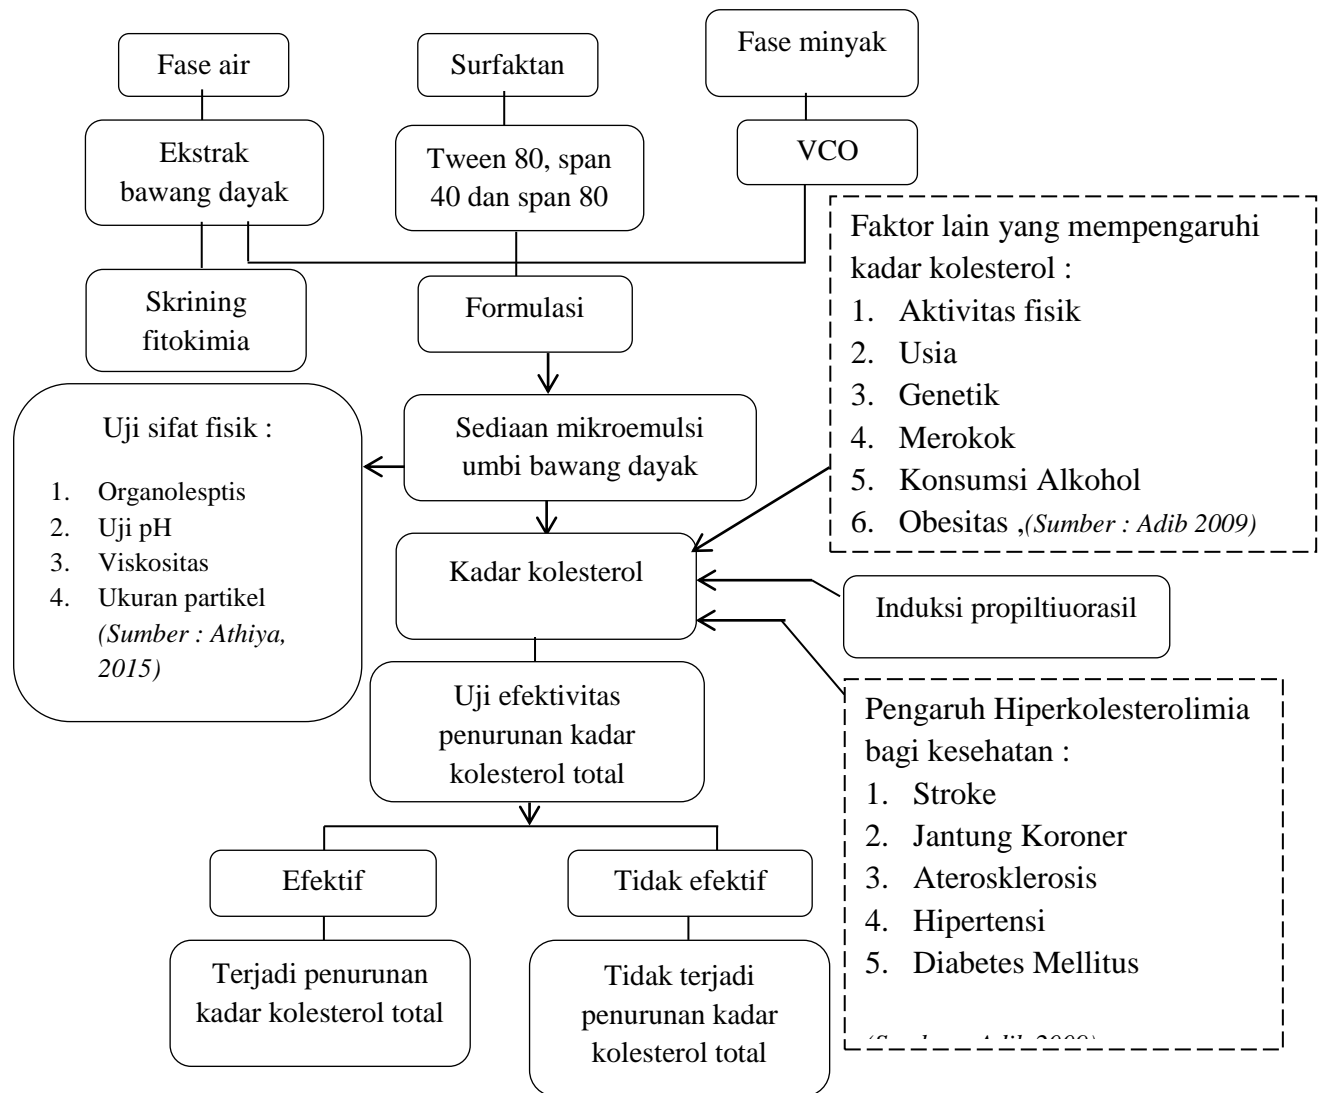 Fase air
Surfaktan
Fase minyak
Ekstrak
bawang dayak
Tween 80, span
40 dan span 80
VCO
Faktor lain yang mempengaruhi
kadar kolesterol :
1. Aktivitas fisik
2. Usia
3. Genetik
4. Merokok
5. Konsumsi Alkohol
6. Obesitas ,(Sumber : Adib 2009)
Skrining
fitokimia
Formulasi
Uji sifat fisik :
1. Organolesptis
2. Uji pH
3. Viskositas
4. Ukuran partikel
(Sumber : Athiya,
2015)
Sediaan mikroemulsi
umbi bawang dayak
Kadar kolesterol
Induksi propiltiuorasil
Uji efektivitas
penurunan kadar
kolesterol total
Pengaruh Hiperkolesterolimia
bagi kesehatan :
1. Stroke
2. Jantung Koroner
3. Aterosklerosis
4. Hipertensi
5. Diabetes Mellitus
Efektif
Tidak efektif
Terjadi penurunan
kadar kolesterol total
Tidak terjadi
penurunan kadar
kolesterol total